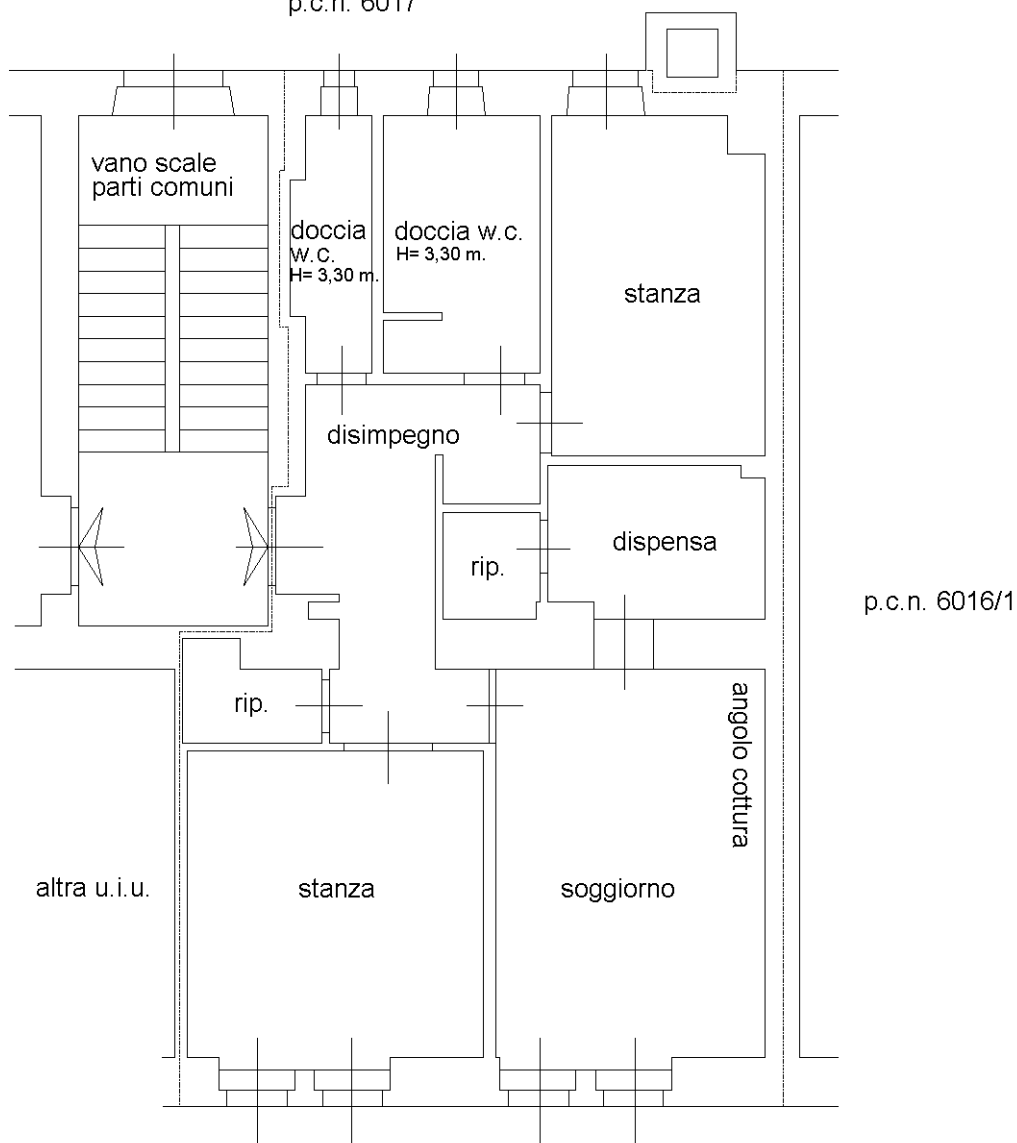 p.c.n. 6017
vano scale
parti comuni
doccia
w.c.
H= 3,30 m.
doccia w.c.
H= 3,30 m.
stanza
disimpegno
rip.
dispensa
p.c.n. 6016/1
rip.
angolo cottura
altra u.i.u.
stanza
soggiorno